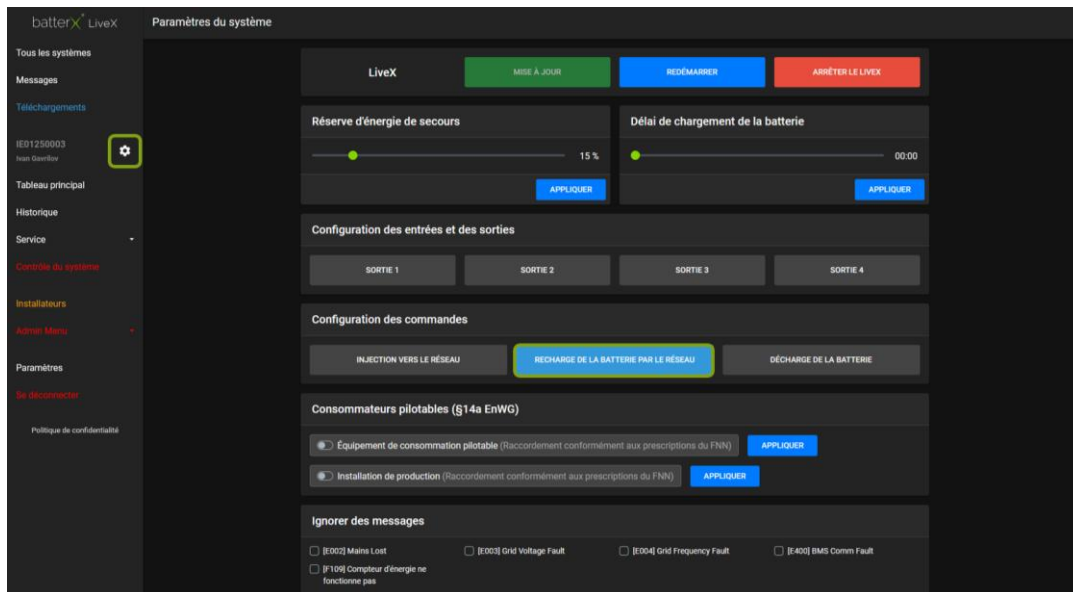 batterX LiveX
Paramètres du système
Tous les systèmes
Messages
Téléchargements
IE01250003
Ivan Gavrilov
Tableau principal
Historique
Service
Contrôle du système
Installateurs
Admin Menu
Paramètres
Se déconnecter
Politique de confidentialité
LiveX
MISE À JOUR
REDÉMARRER
ARRÊTER LE LIVEX
Réserve d'énergie de secours
15 %
APPLIQUER
Délai de chargement de la batterie
00:00
APPLIQUER
Configuration des entrées et des sorties
SORTIE 1
SORTIE 2
SORTIE 3
SORTIE 4
Configuration des commandes
INJECTION VERS LE RÉSEAU
RECHARGE DE LA BATTERIE PAR LE RÉSEAU
DÉCHARGE DE LA BATTERIE
Consommateurs pilotables (§14a EnWG)
Équipement de consommation pilotable (Raccordement conformément aux prescriptions du FNN)
APPLIQUER
Installation de production (Raccordement conformément aux prescriptions du FNN)
APPLIQUER
Ignorer des messages
[E002] Mains Lost
[E003] Grid Voltage Fault
[E004] Grid Frequency Fault
[E400] BMS Comm Fault
[F109] Compteur d'énergie ne
fonctionne pas